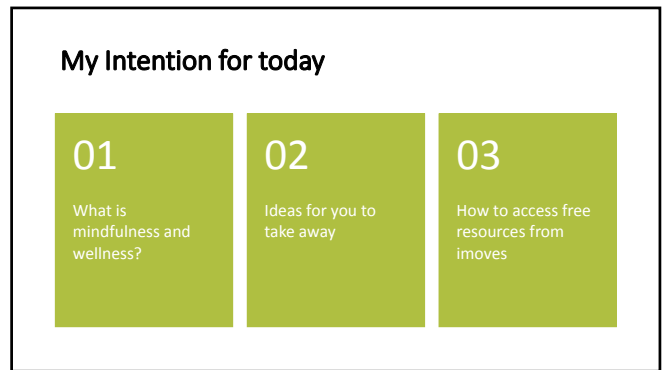 My Intention for today
01
What is
mindfulness and
wellness?
02
Ideas for you to
take away
03
How to access free
resources from
imoves